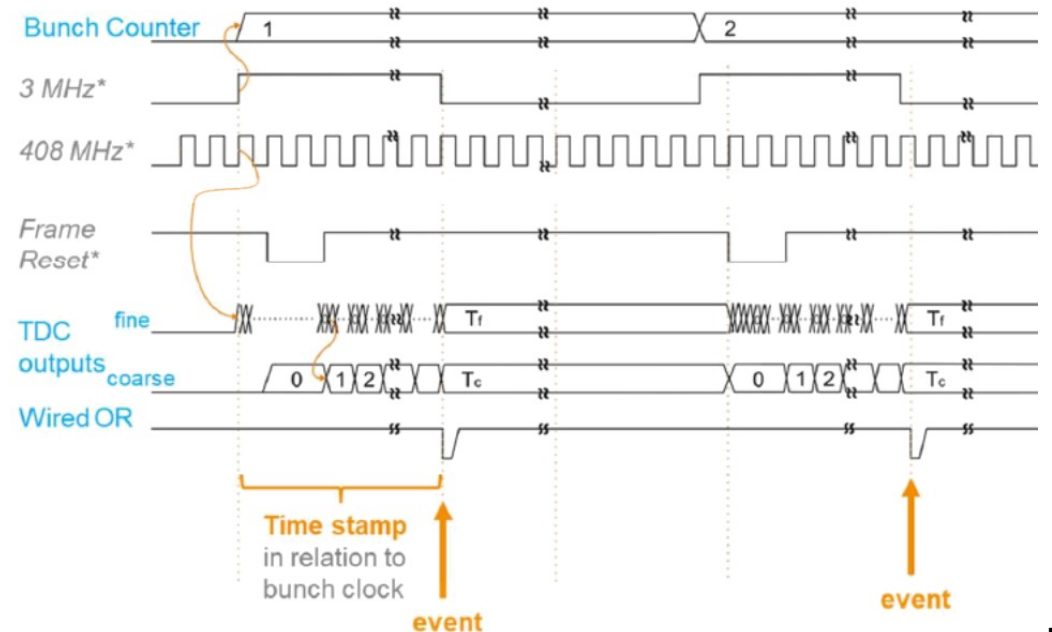 Bunch Counter 1 2
3 MHz*
408 MHz*
Frame
Reset*
TDC
outputs
fine Tf Tf
coarse 0 1 2 Tc 0 1 2 Tc
Wired OR
Time stamp
in relation to
bunch clock
event
event